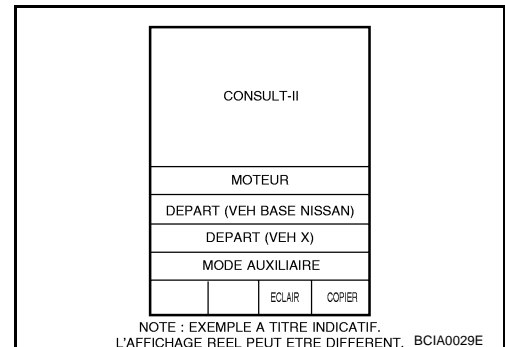 CONSULT-II
MOTEUR
DEPART (VEH BASE NISSAN)
DEPART (VEH X)
MODE AUXILIAIRE
ECLAIR COPIER
NOTE : EXEMPLE A TITRE INDICATIF.
L'AFFICHAGE REEL PEUT ETRE DIFFERENT. BCIA0029E